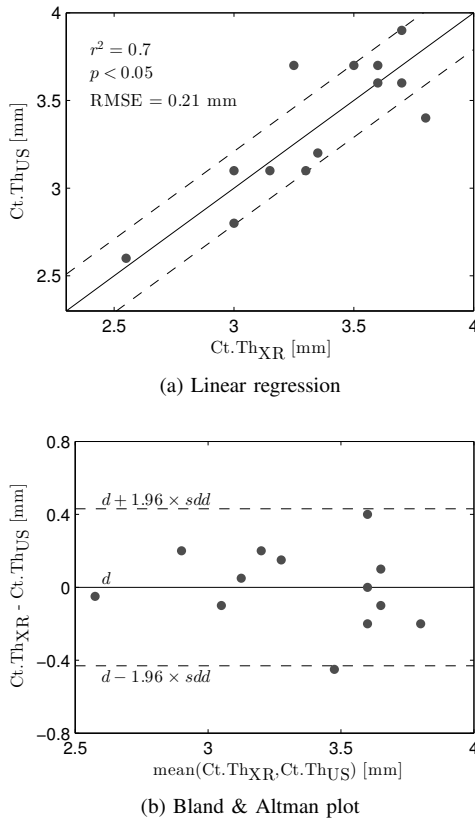 4
3.5
3
2.5
r² = 0.7
p < 0.05
RMSE = 0.21 mm
Ct.Th_US [mm]
2.5 3 3.5 4
Ct.Th_XR [mm]
(a) Linear regression
0.8
0.4
0
−0.4
−0.8
d + 1.96 × sdd
d
d − 1.96 × sdd
Ct.Th_XR - Ct.Th_US [mm]
2.5 3 3.5 4
mean(Ct.Th_XR,Ct.Th_US) [mm]
(b) Bland & Altman plot